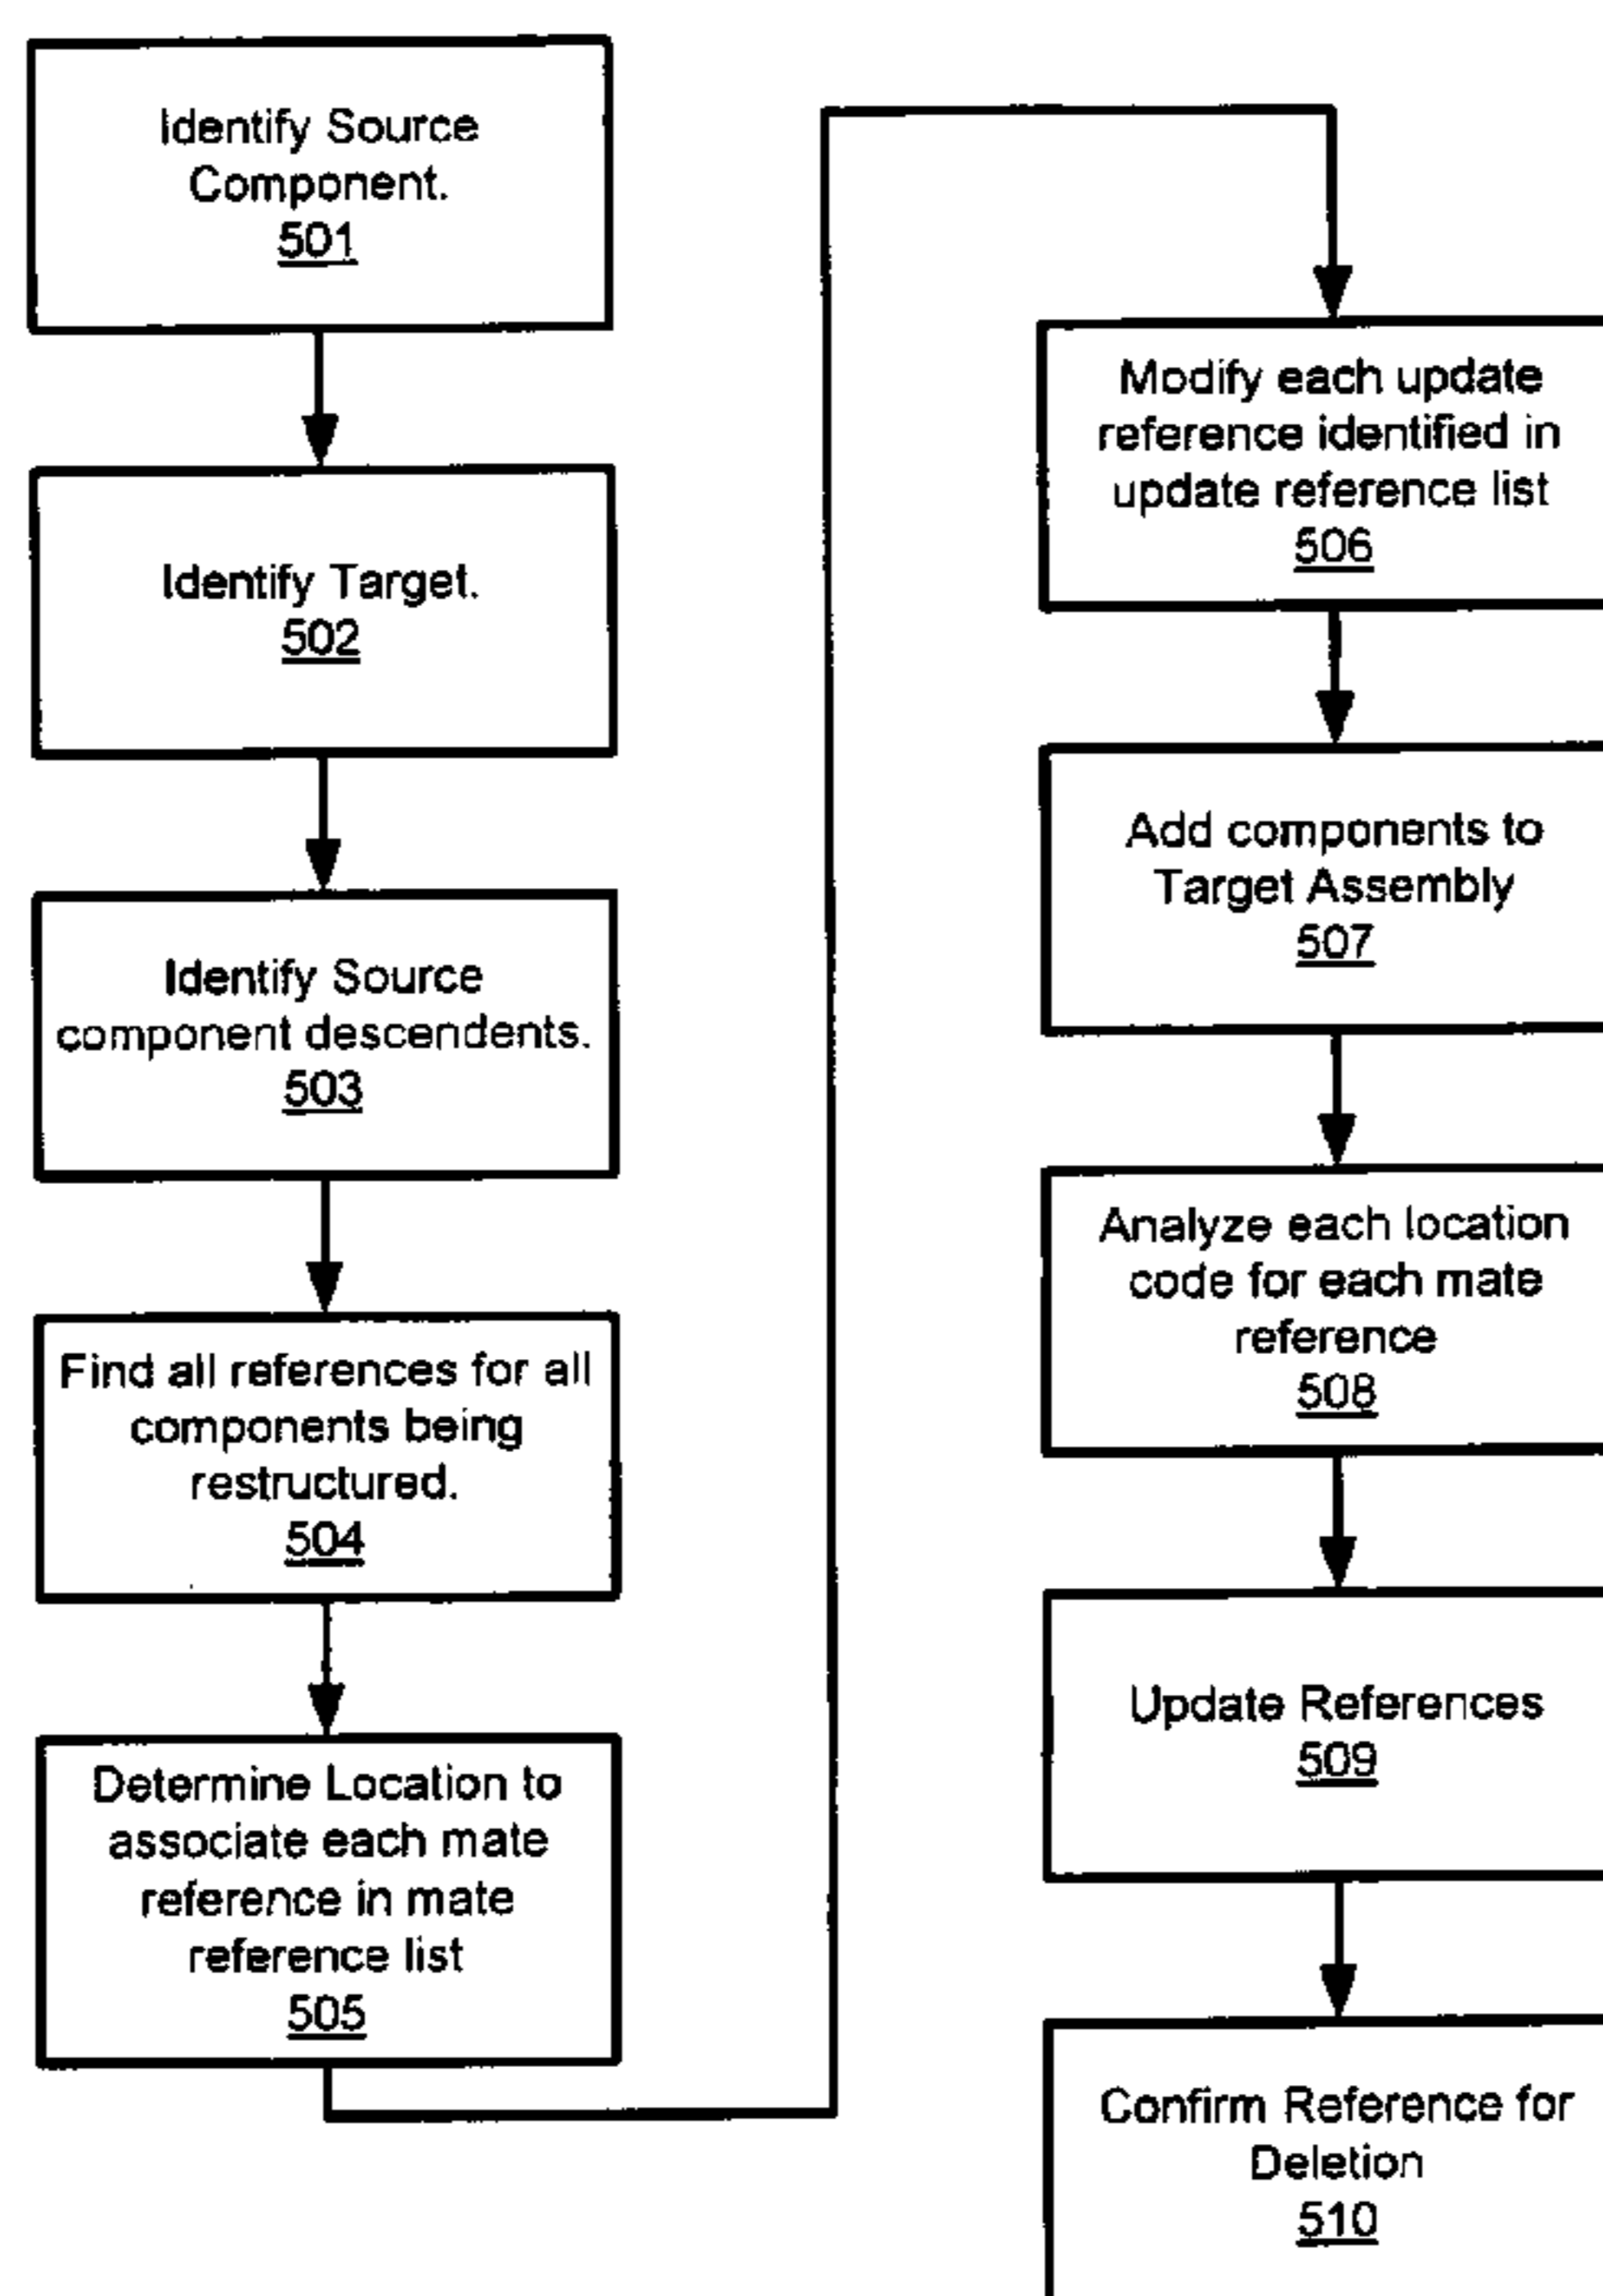 Identify Source
Component.
501
Identify Target.
502
Identify Source
component descendents.
503
Find all references for all
components being
restructured.
504
Determine Location to
associate each mate
reference in mate
reference list
505
Modify each update
reference identified in
update reference list
506
Add components to
Target Assembly
507
Analyze each location
code for each mate
reference
508
Update References
509
Confirm Reference for
Deletion
510